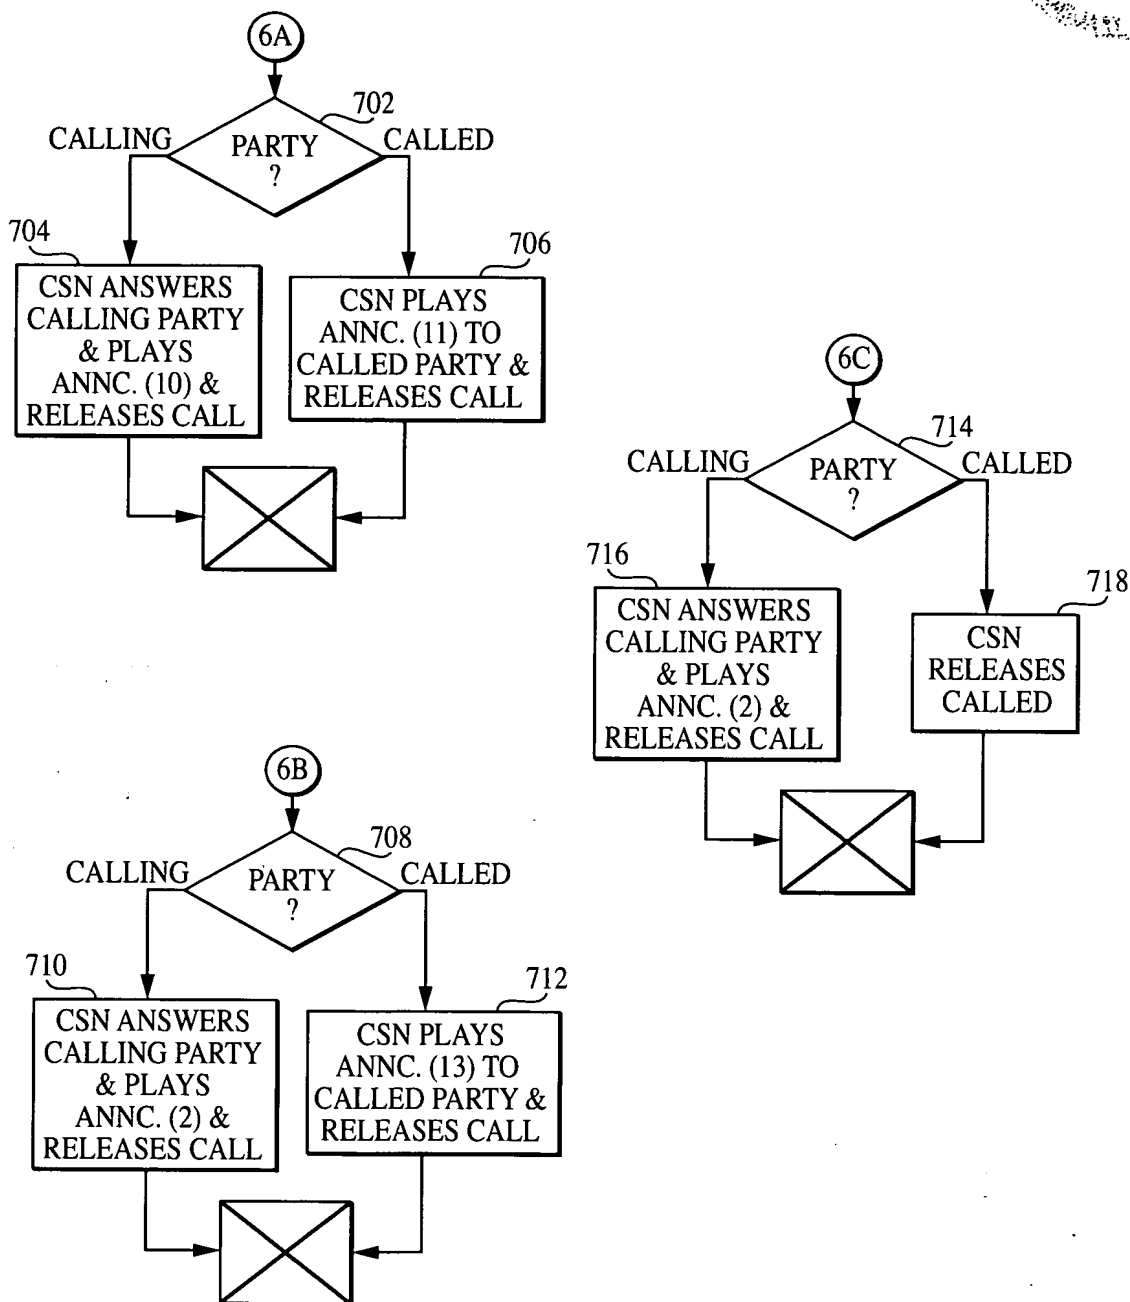 6A
702
CALLING
PARTY
?
CALLED
704
CSN ANSWERS
CALLING PARTY
& PLAYS
ANNC. (10) &
RELEASES CALL
706
CSN PLAYS
ANNC. (11) TO
CALLED PARTY &
RELEASES CALL
6C
714
CALLING
PARTY
?
CALLED
716
CSN ANSWERS
CALLING PARTY
& PLAYS
ANNC. (2) &
RELEASES CALL
718
CSN
RELEASES
CALLED
6B
708
CALLING
PARTY
?
CALLED
710
CSN ANSWERS
CALLING PARTY
& PLAYS
ANNC. (2) &
RELEASES CALL
712
CSN PLAYS
ANNC. (13) TO
CALLED PARTY &
RELEASES CALL